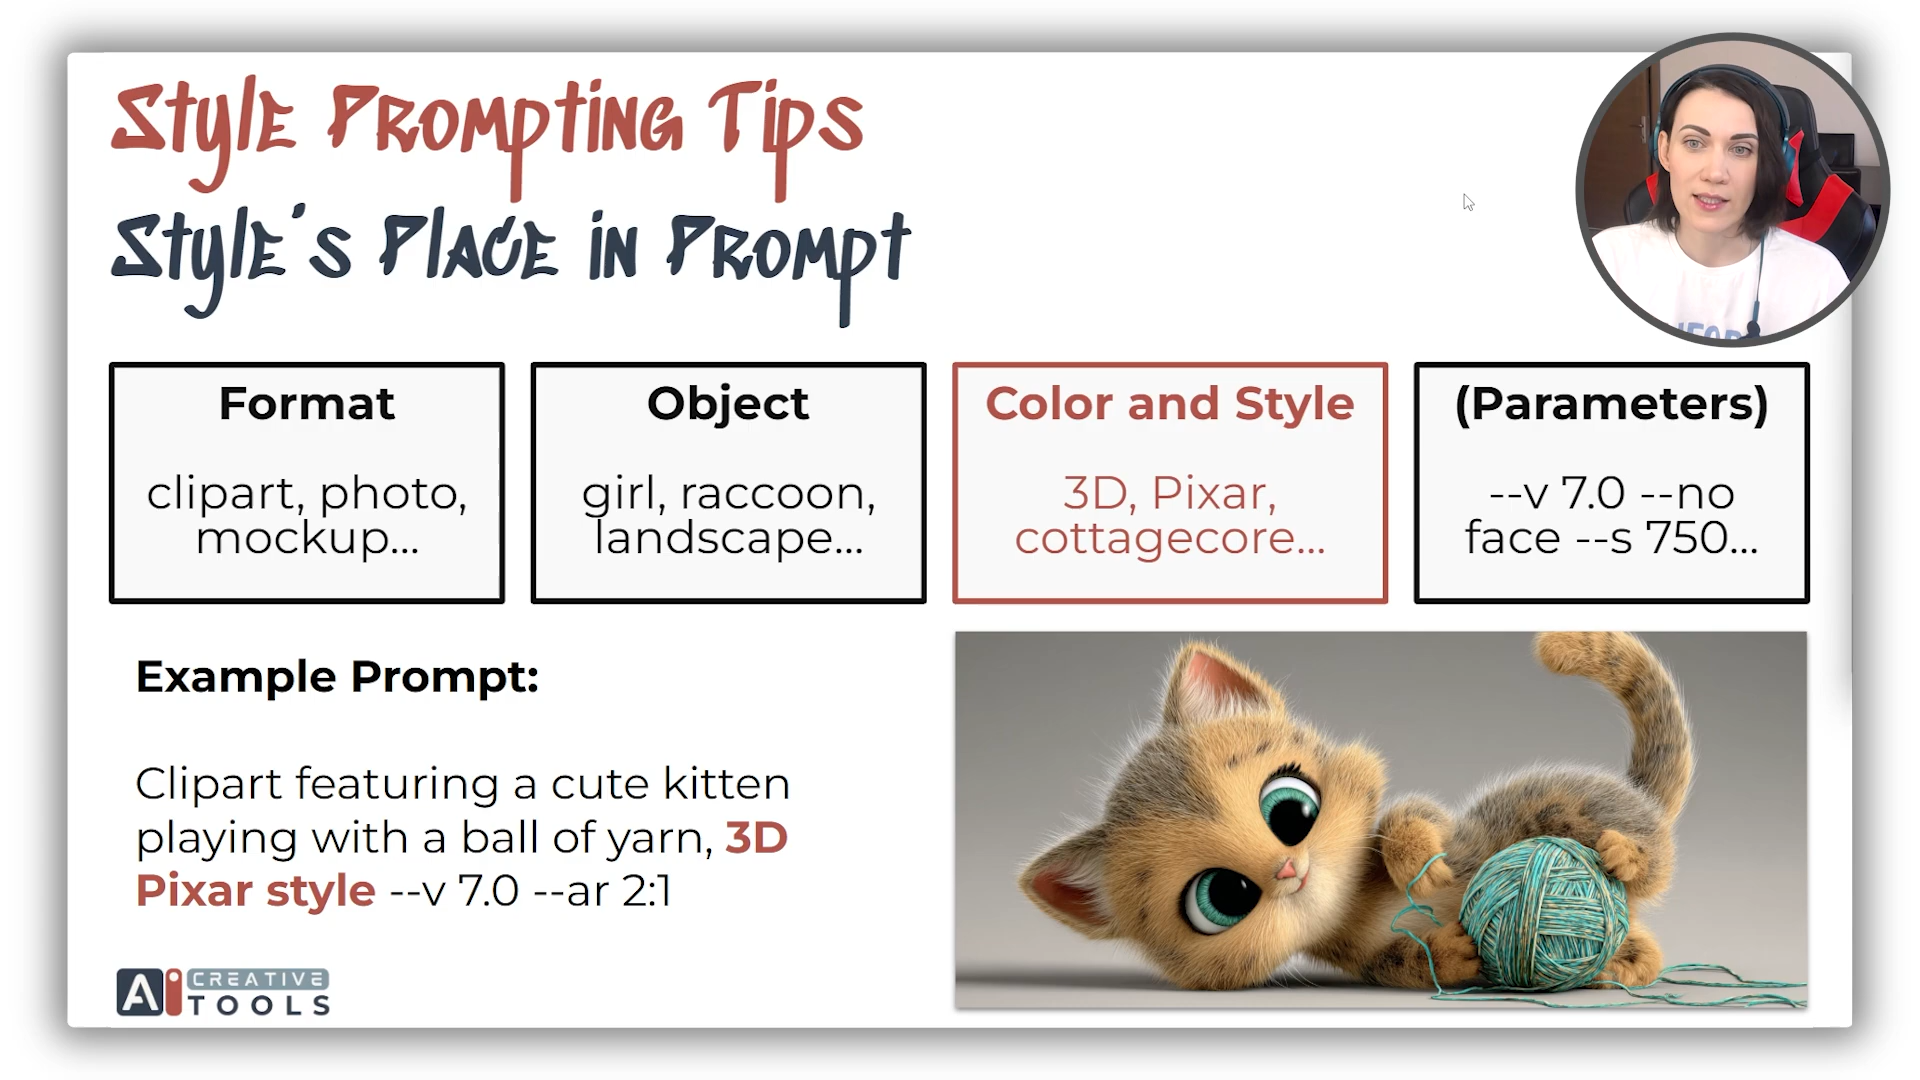 Style Prompting Tips
Style's Place in Prompt
Format
clipart, photo,
mockup...
Object
girl, raccoon,
landscape...
Color and Style
3D, Pixar,
cottagecore...
(Parameters)
--v 7.0 --no
face --s 750...
Example Prompt:
Clipart featuring a cute kitten
playing with a ball of yarn, 3D
Pixar style --v 7.0 --ar 2:1
Ai CREATIVE
TOOLS